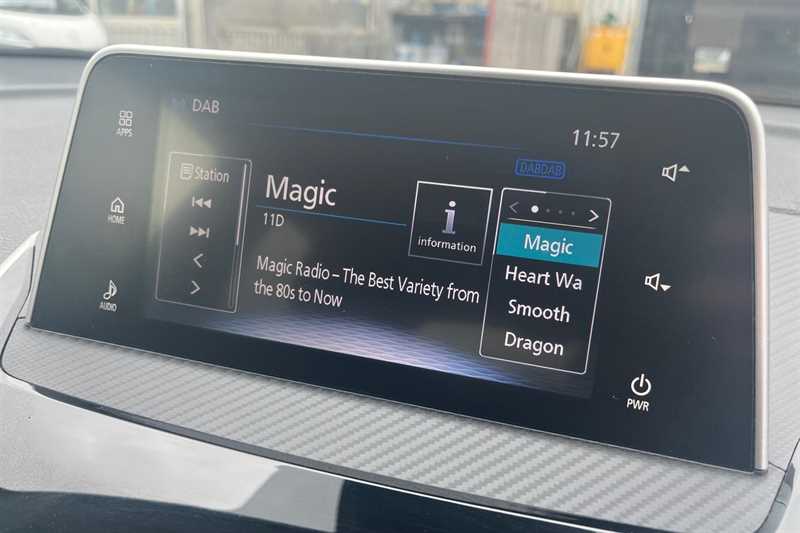 DAB
11:57
APPS
HOME
AUDIO
Station
Magic
11D
Magic Radio – The Best Variety from
the 80s to Now
i
information
DABDAB
Magic
Heart Wa
Smooth
Dragon
PWR